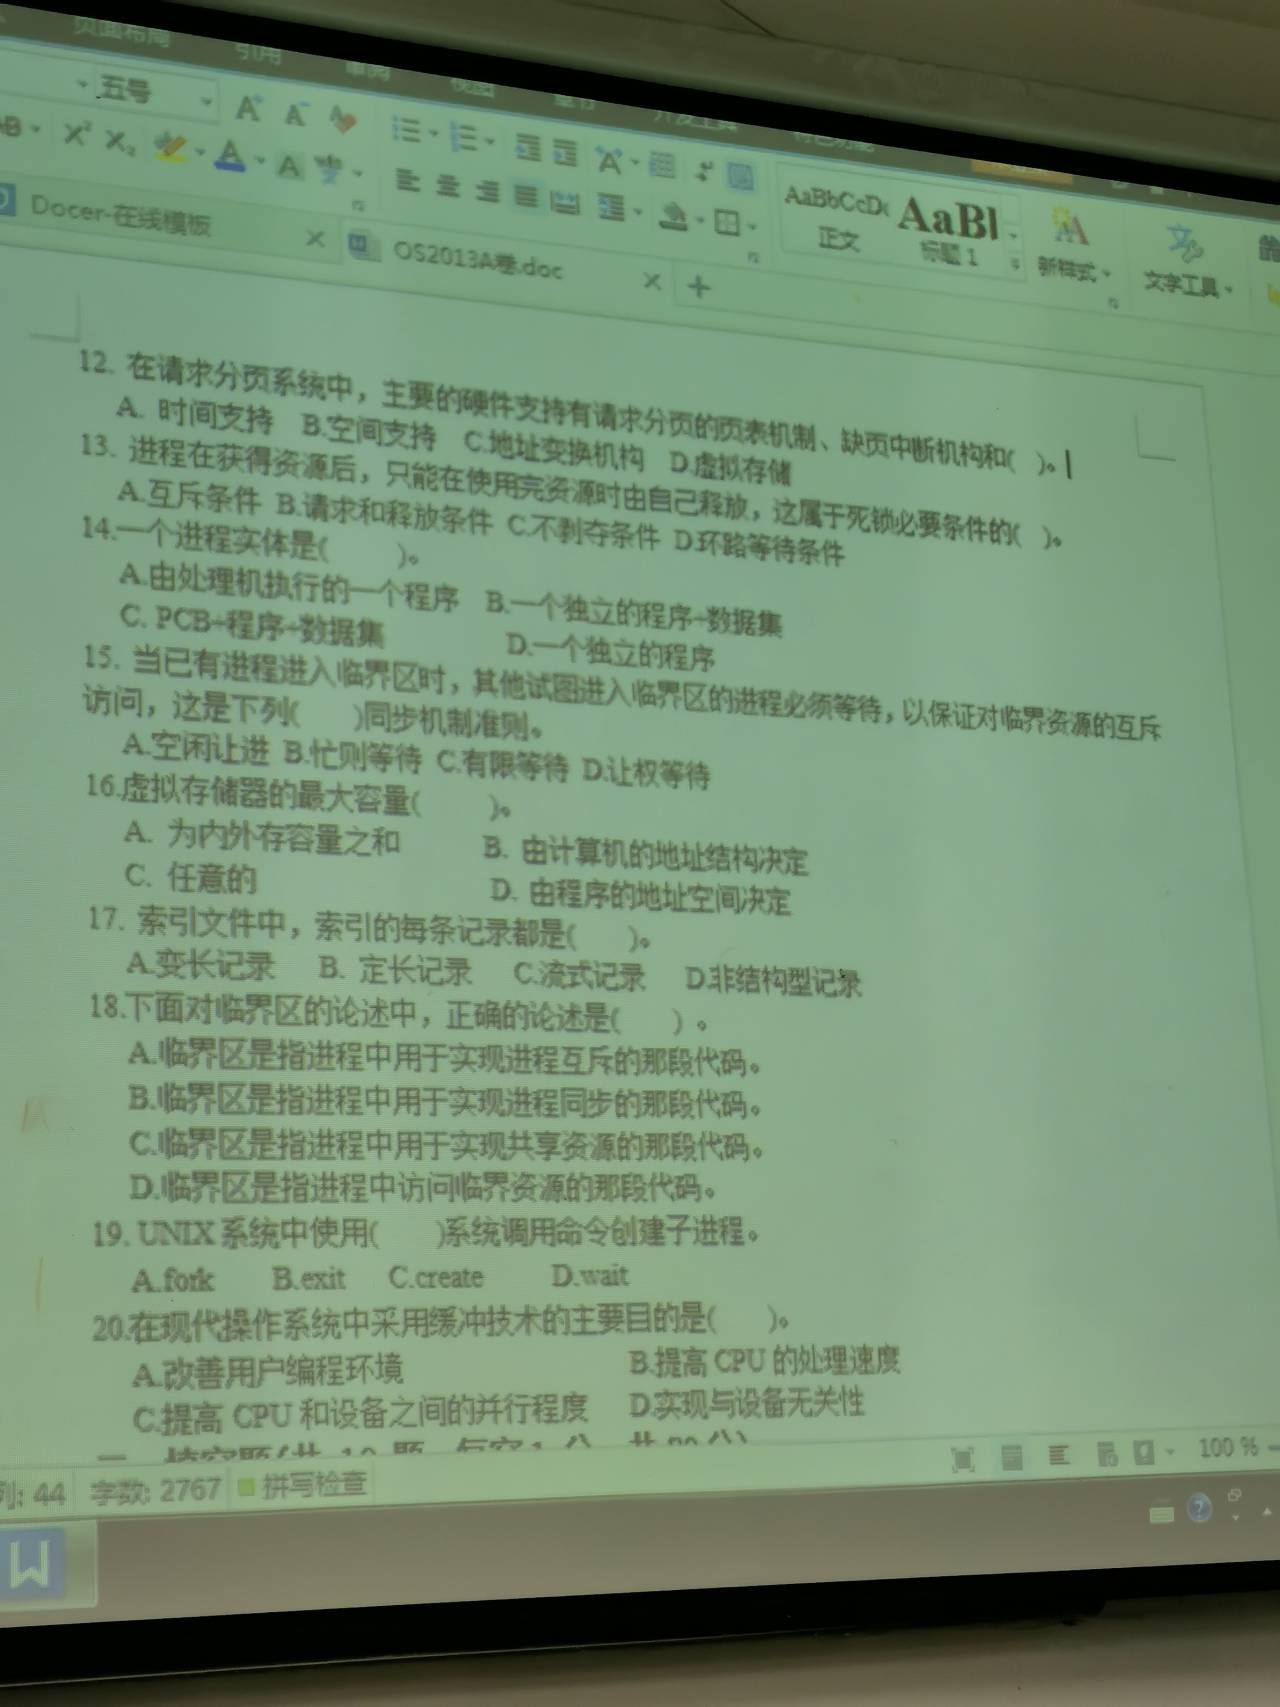 页面布局 引用 审阅 视图 章节 开发工具 特色功能
五号
AaBbCcDd AaBl
正文 标题 1 新样式 文字工具
Docer-在线模板 OS2013A卷.doc
12. 在请求分页系统中，主要的硬件支持有请求分页的页表机制、缺页中断机构和( )。
A. 时间支持 B.空间支持 C.地址变换机构 D.虚拟存储
13. 进程在获得资源后，只能在使用完资源时由自己释放，这属于死锁必要条件的( )。
A.互斥条件 B.请求和释放条件 C.不剥夺条件 D.环路等待条件
14.一个进程实体是( )。
A.由处理机执行的一个程序 B.一个独立的程序+数据集
C. PCB+程序+数据集 D.一个独立的程序
15. 当已有进程进入临界区时，其他试图进入临界区的进程必须等待，以保证对临界资源的互斥
访问，这是下列( )同步机制准则。
A.空闲让进 B.忙则等待 C.有限等待 D.让权等待
16.虚拟存储器的最大容量( )。
A. 为内外存容量之和 B. 由计算机的地址结构决定
C. 任意的 D. 由程序的地址空间决定
17. 索引文件中，索引的每条记录都是( )。
A.变长记录 B. 定长记录 C.流式记录 D.非结构型记录
18.下面对临界区的论述中，正确的论述是( ) 。
A.临界区是指进程中用于实现进程互斥的那段代码。
B.临界区是指进程中用于实现进程同步的那段代码。
C.临界区是指进程中用于实现共享资源的那段代码。
D.临界区是指进程中访问临界资源的那段代码。
19. UNIX 系统中使用( )系统调用命令创建子进程。
A.fork B.exit C.create D.wait
20.在现代操作系统中采用缓冲技术的主要目的是( )。
A.改善用户编程环境 B.提高 CPU 的处理速度
C.提高 CPU 和设备之间的并行程度 D.实现与设备无关性
列: 44 字数: 2767 拼写检查 100 %